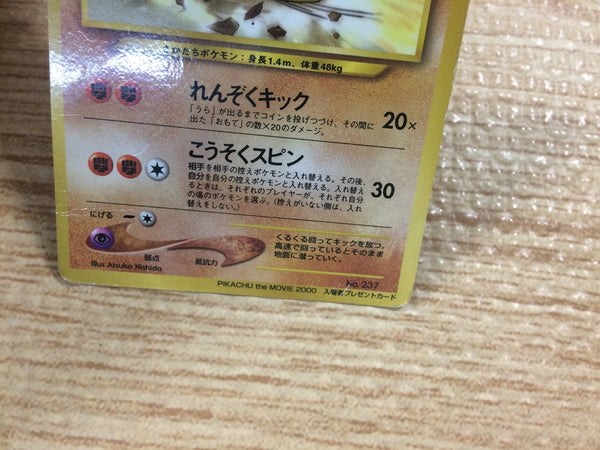 かたちポケモン：身長1.4m、体重48kg
れんぞくキック
20×
「うら」が出るまでコインを投げつづけ、その間に
出た「おもて」の数×20のダメージ。
こうそくスピン
30
相手を相手の控えポケモンと入れ替える。その後、
自分を自分の控えポケモンと入れ替える。入れ替え
るときは、それぞれのプレイヤーが、それぞれ自分
の場のポケモンを選ぶ。（控えがいない側は、入れ
替えをしない。）
にげる
弱点
抵抗力
くるくる回ってキックを放つ。
高速で回っているとそのまま
地面に潜っていく。
Illus. Atsuko Nishida
No. 237
PIKACHU the MOVIE 2000 入場者プレゼントカード